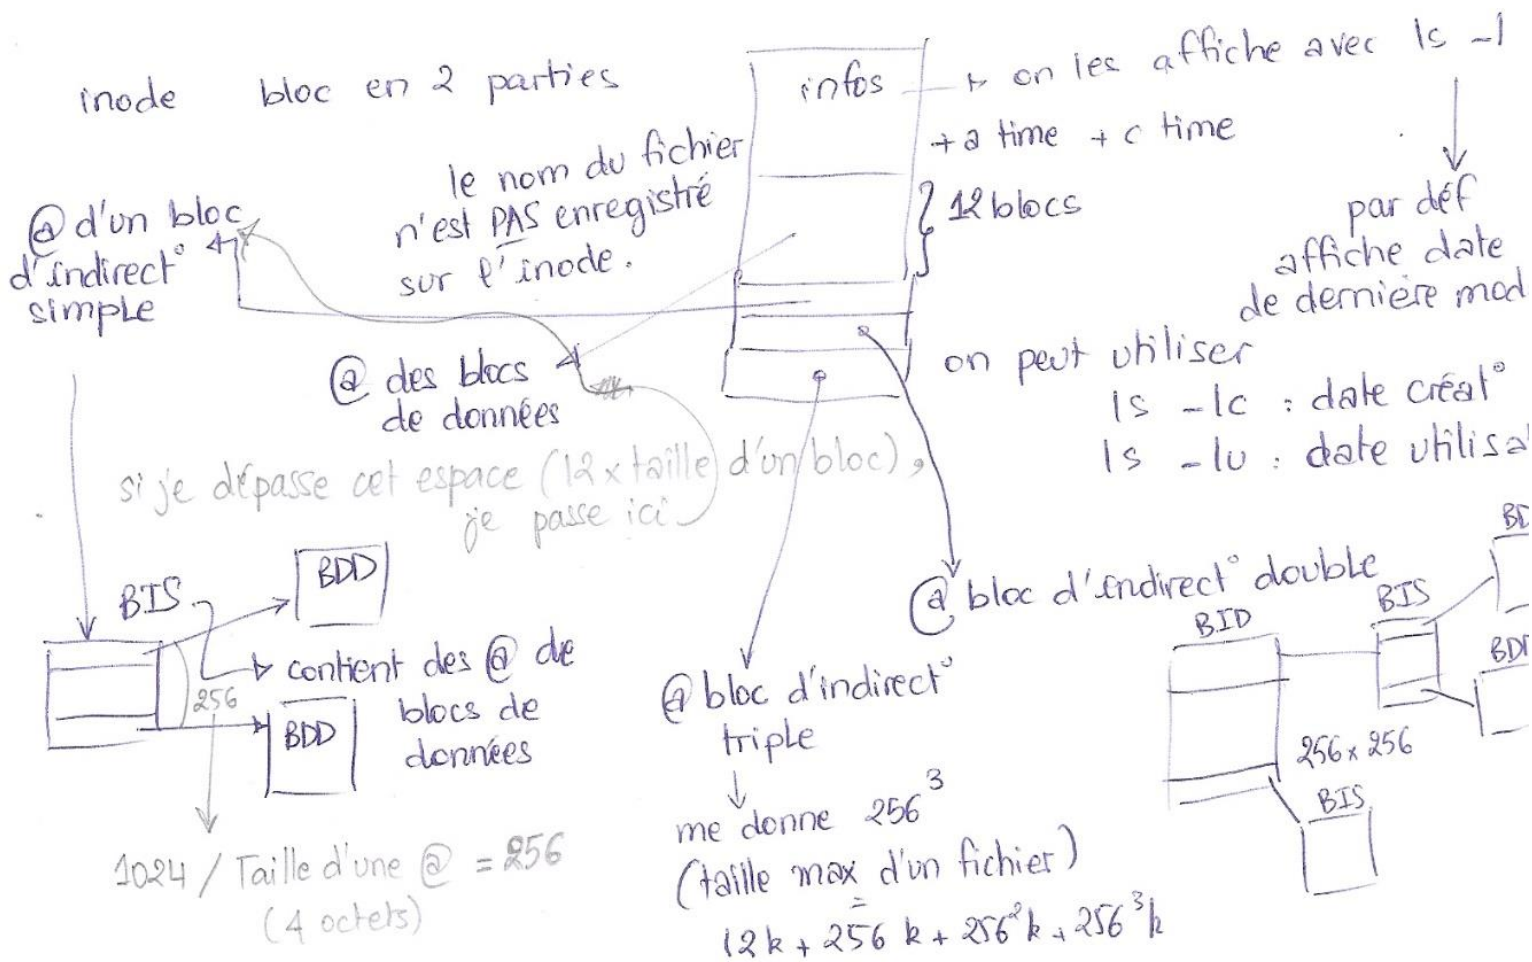 inode bloc en 2 parties
infos
on les affiche avec ls -l
+ a time + c time
le nom du fichier
n'est PAS enregistré
sur l'inode.
12 blocs
par déf
affiche date
de dernière mod
@ d'un bloc
d'indirect°
simple
@ des blocs
de données
on peut utiliser
ls -lc : date créat°
ls -lu : date utilisa
si je dépasse cet espace (12 x taille d'un bloc),
je passe ici
BIS
BDD
contient des @ de
blocs de
données
256
BDD
1024 / Taille d'une @ = 256
(4 octets)
@ bloc d'indirect°
triple
me donne 256³
(taille max d'un fichier)
=
12k + 256 k + 256²k + 256³k
@ bloc d'indirect° double
BID
BIS
BD
BD
256 x 256
BIS